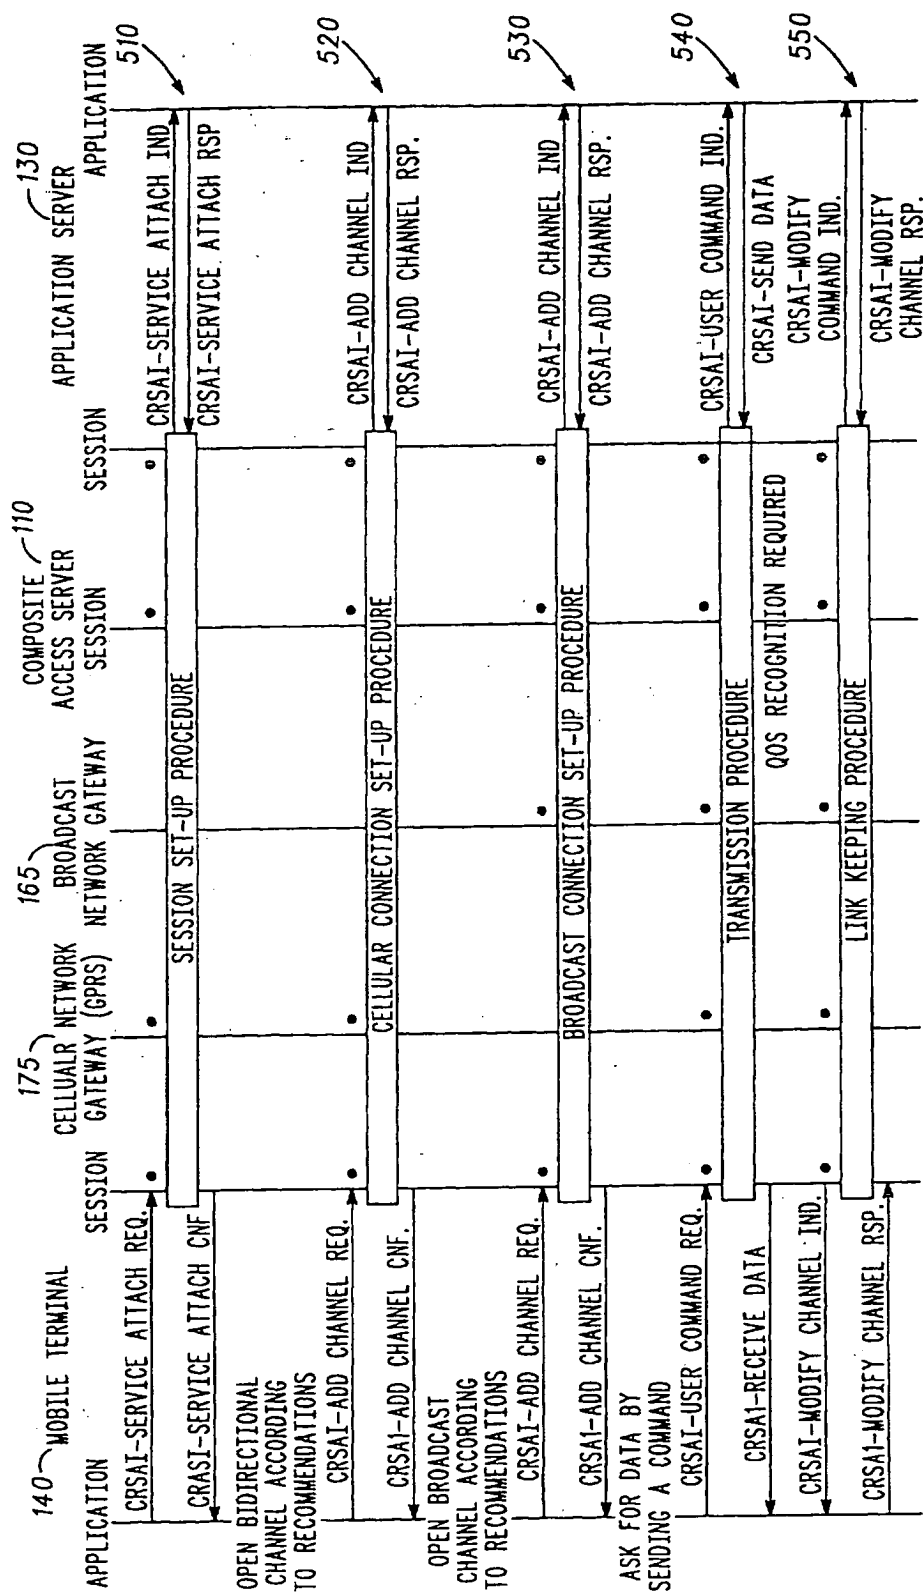 140 MOBILE TERMINAL
175
CELLUALR NETWORK
GATEWAY (GPRS)
165
BROADCAST
NETWORK GATEWAY
COMPOSITE 110
ACCESS SERVER
APPLICATION SERVER 130
APPLICATION
SESSION
SESSION
SESSION
APPLICATION
CRSAI-SERVICE ATTACH REQ.
SESSION SET-UP PROCEDURE
CRSAI-SERVICE ATTACH IND
CRSAI-SERVICE ATTACH RSP
510
CRASI-SERVICE ATTACH CNF
OPEN BIDIRECTIONAL
CHANNEL ACCORDING
TO RECOMMENDATIONS
CRSAI-ADD CHANNEL REQ.
CELLULAR CONNECTION SET-UP PROCEDURE
CRSAI-ADD CHANNEL IND
CRSAI-ADD CHANNEL RSP.
520
CRSA1-ADD CHANNEL CNF.
OPEN BROADCAST
CHANNEL ACCORDING
TO RECOMMENDATIONS
CRSAI-ADD CHANNEL REQ.
BROADCAST CONNECTION SET-UP PROCEDURE
CRSAI-ADD CHANNEL IND
CRSAI-ADD CHANNEL RSP.
530
CRSA1-ADD CHANNEL CNF.
ASK FOR DATA BY
SENDING A COMMAND
CRSAI-USER COMMAND REQ.
TRANSMISSION PROCEDURE
CRSAI-USER COMMAND IND.
540
CRSA1-RECEIVE DATA
QOS RECOGNITION REQUIRED
CRSAI-SEND DATA
CRSAI-MODIFY CHANNEL IND.
CRSAI-MODIFY
COMMAND IND.
LINK KEEPING PROCEDURE
550
CRSA1-MODIFY CHANNEL RSP.
CRSAI-MODIFY
CHANNEL RSP.